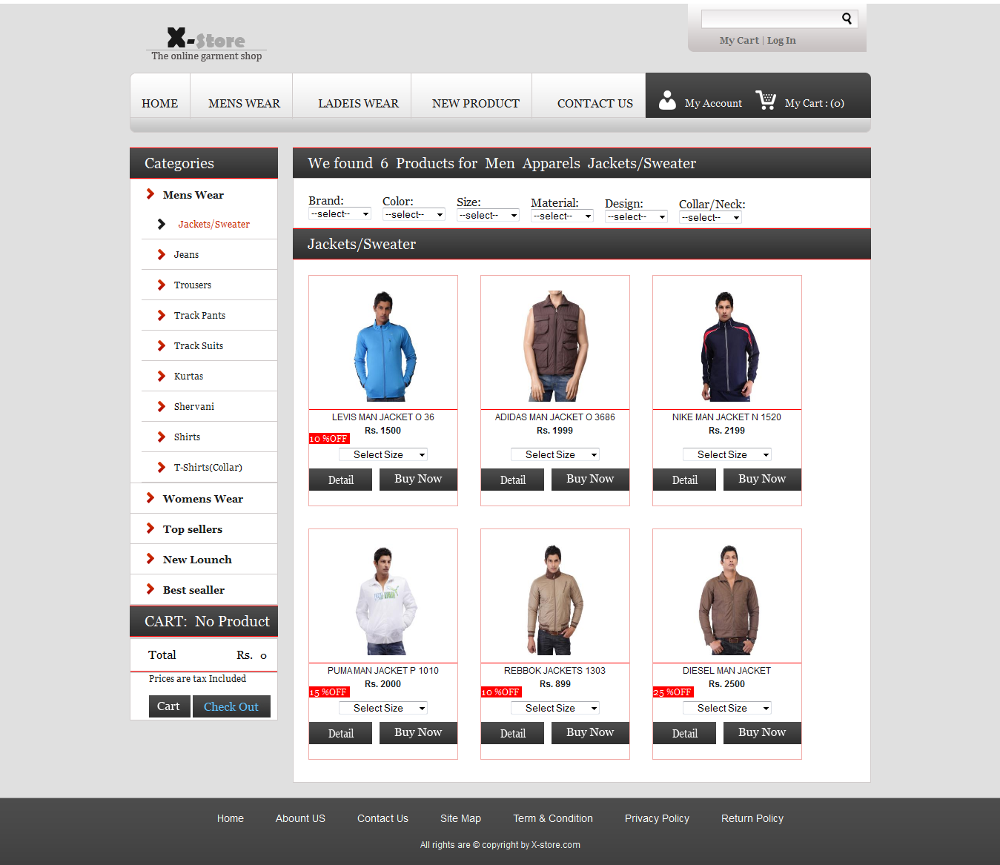 X-Store
The online garment shop
My Cart | Log In
HOME
MENS WEAR
LADEIS WEAR
NEW PRODUCT
CONTACT US
My Account
My Cart : (0)
Categories
Mens Wear
Jackets/Sweater
Jeans
Trousers
Track Pants
Track Suits
Kurtas
Shervani
Shirts
T-Shirts(Collar)
Womens Wear
Top sellers
New Lounch
Best sealler
CART: No Product
Total Rs. 0
Prices are tax Included
Cart
Check Out
We found 6 Products for Men Apparels Jackets/Sweater
Brand:
--select--
Color:
--select--
Size:
--select--
Material:
--select--
Design:
--select--
Collar/Neck:
--select--
Jackets/Sweater
LEVIS MAN JACKET O 36
Rs. 1500
10 %OFF
Select Size
Detail
Buy Now
ADIDAS MAN JACKET O 3686
Rs. 1999
Select Size
Detail
Buy Now
NIKE MAN JACKET N 1520
Rs. 2199
Select Size
Detail
Buy Now
PUMA MAN JACKET P 1010
Rs. 2000
15 %OFF
Select Size
Detail
Buy Now
REBBOK JACKETS 1303
Rs. 899
10 %OFF
Select Size
Detail
Buy Now
DIESEL MAN JACKET
Rs. 2500
25 %OFF
Select Size
Detail
Buy Now
Home
Abount US
Contact Us
Site Map
Term & Condition
Privacy Policy
Return Policy
All rights are © copyright by X-store.com